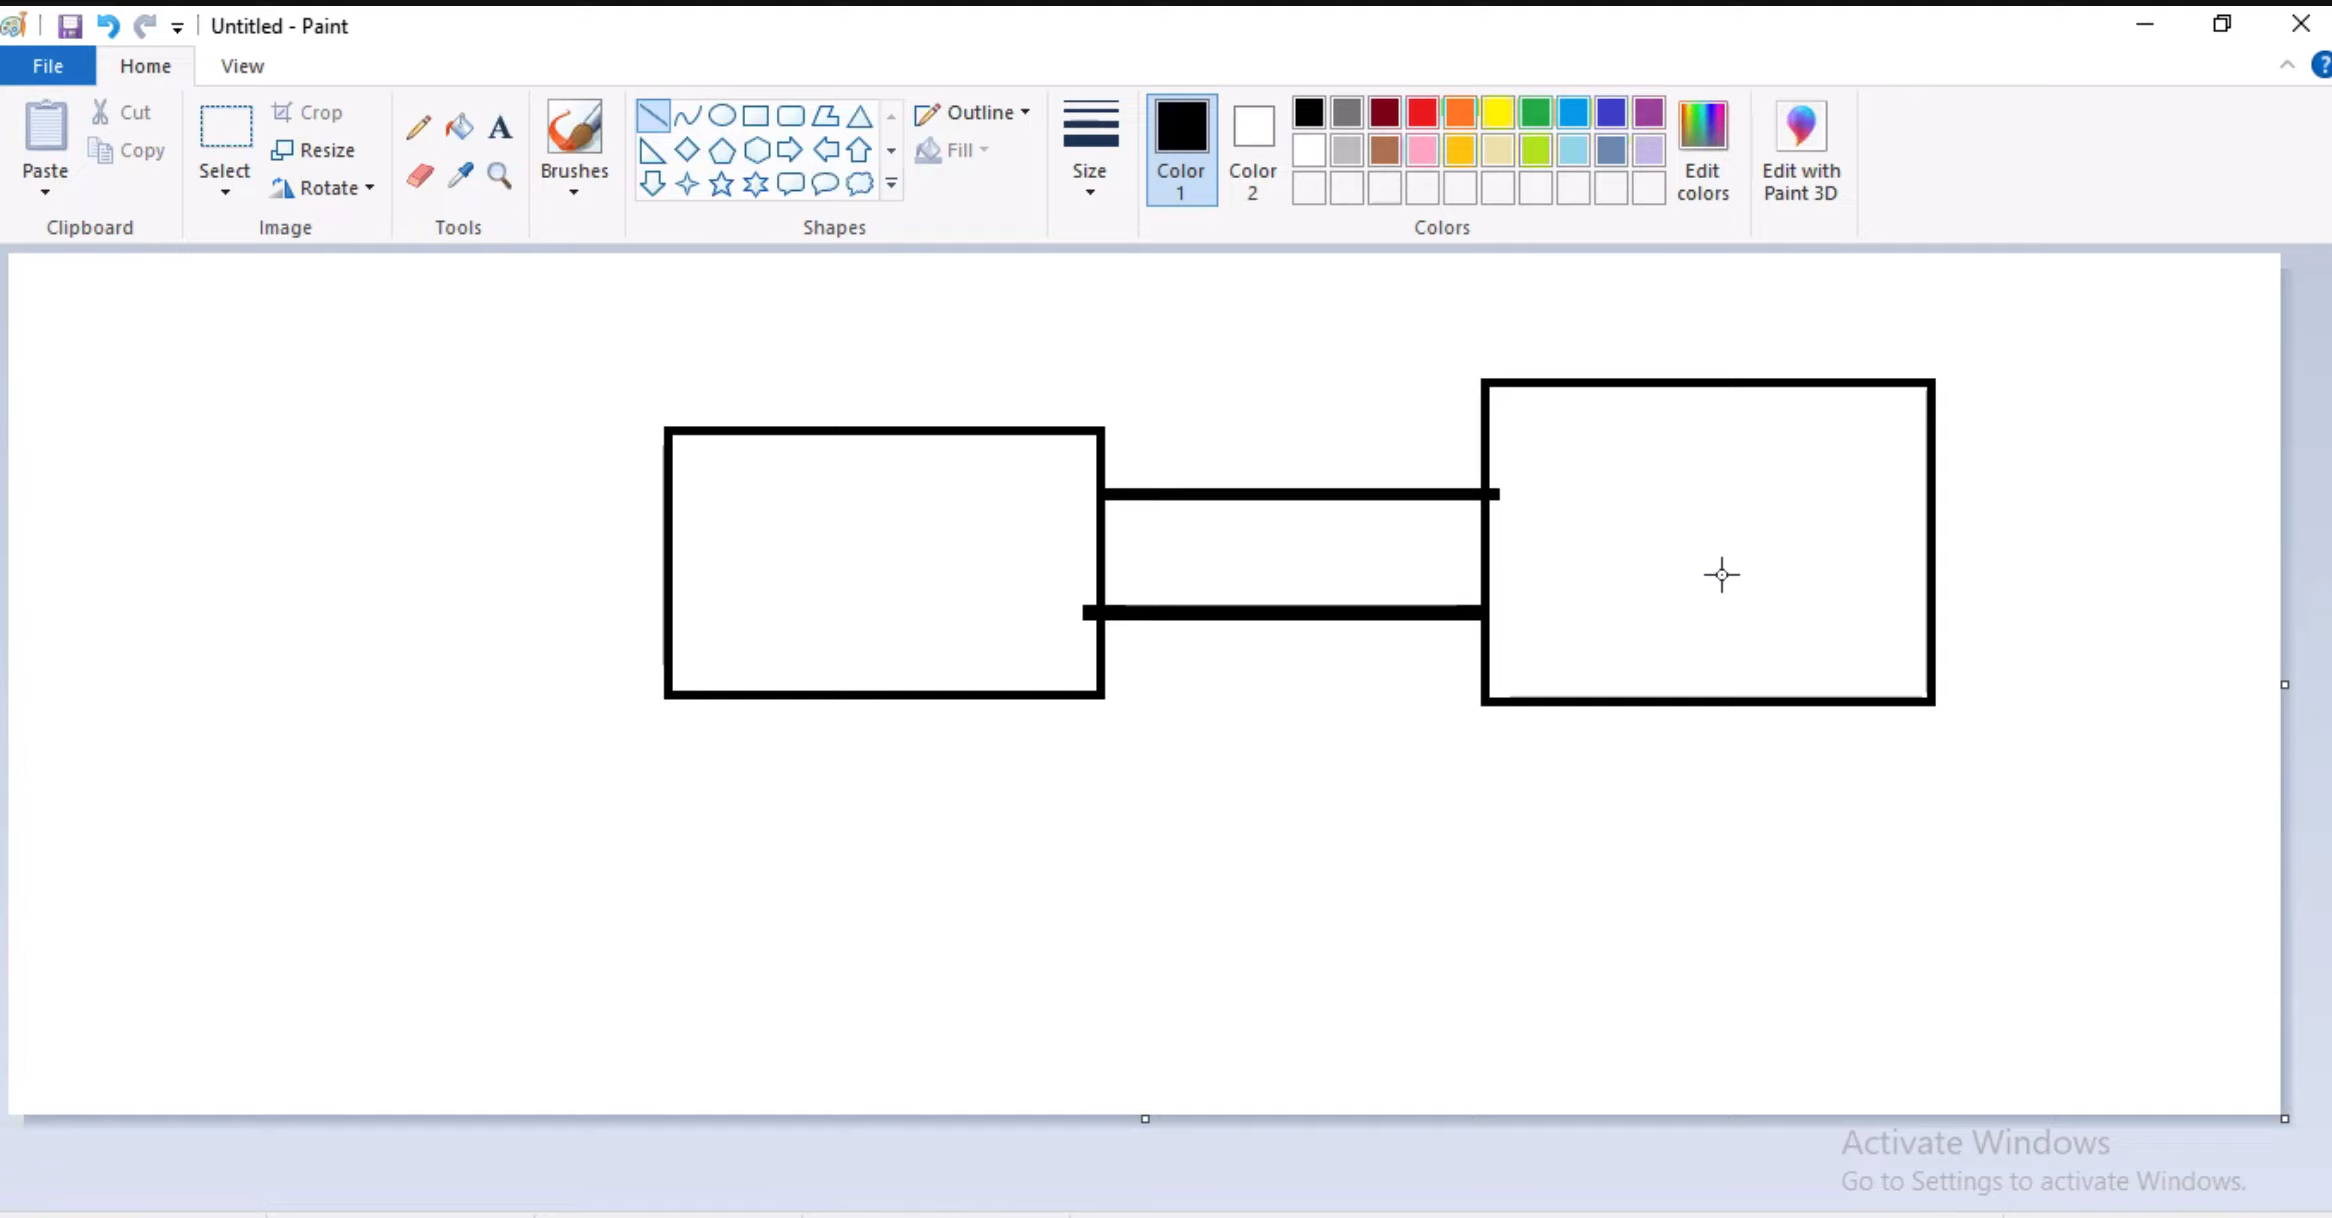 Untitled - Paint
File Home View
Paste
Cut
Copy
Clipboard
Select
Crop
Resize
Rotate
Image
A
Tools
Brushes
Outline
Fill
Shapes
Size
Color 1
Color 2
Edit colors
Colors
Edit with Paint 3D
?
Activate Windows
Go to Settings to activate Windows.